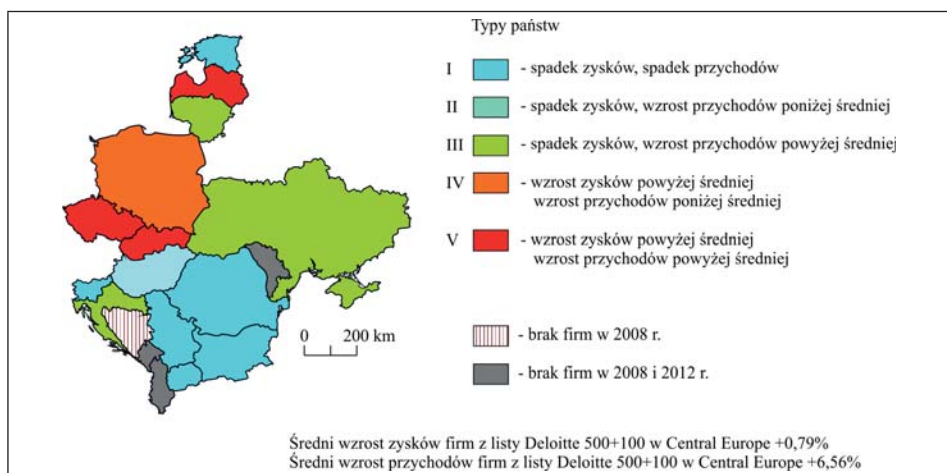 Typy państw
I - spadek zysków, spadek przychodów
II - spadek zysków, wzrost przychodów poniżej średniej
III - spadek zysków, wzrost przychodów powyżej średniej
IV - wzrost zysków powyżej średniej
wzrost przychodów poniżej średniej
V - wzrost zysków powyżej średniej
wzrost przychodów powyżej średniej
0 200 km
- brak firm w 2008 r.
- brak firm w 2008 i 2012 r.
Średni wzrost zysków firm z listy Deloitte 500+100 w Central Europe +0,79%
Średni wzrost przychodów firm z listy Deloitte 500+100 w Central Europe +6,56%